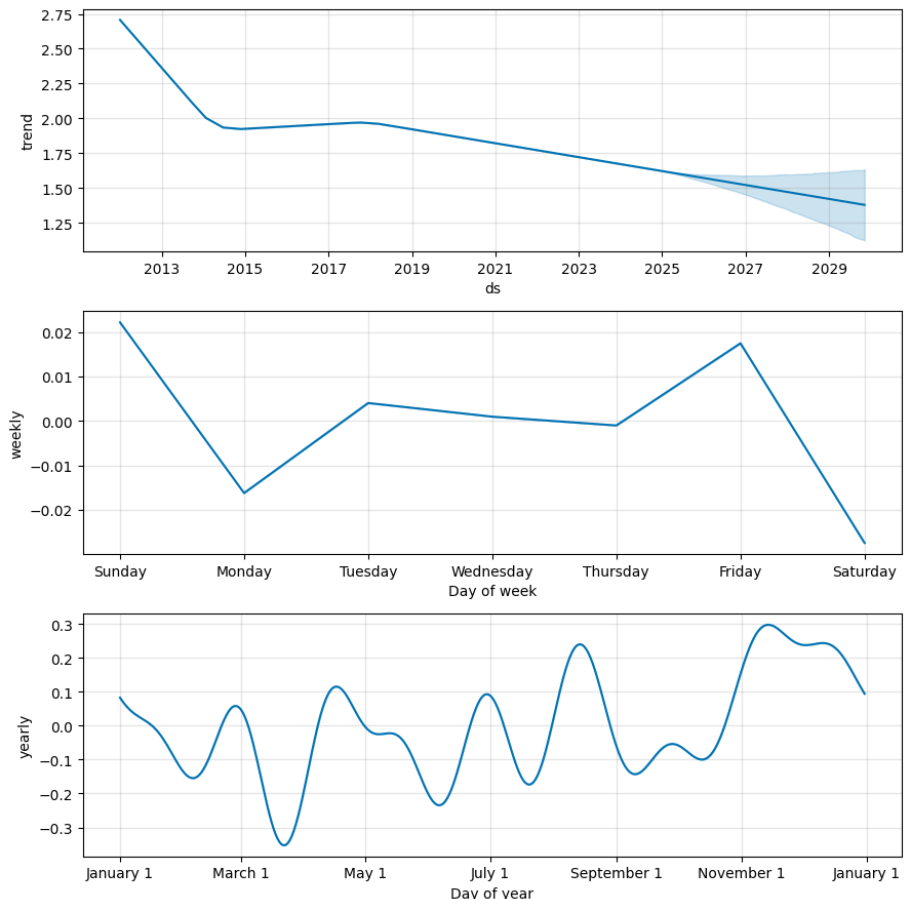 2.75
2.50
2.25
2.00
1.75
1.50
1.25
trend
2013 2015 2017 2019 2021 2023 2025 2027 2029
ds
0.02
0.01
0.00
−0.01
−0.02
weekly
Sunday Monday Tuesday Wednesday Thursday Friday Saturday
Day of week
0.3
0.2
0.1
0.0
−0.1
−0.2
−0.3
yearly
January 1 March 1 May 1 July 1 September 1 November 1 January 1
Day of year